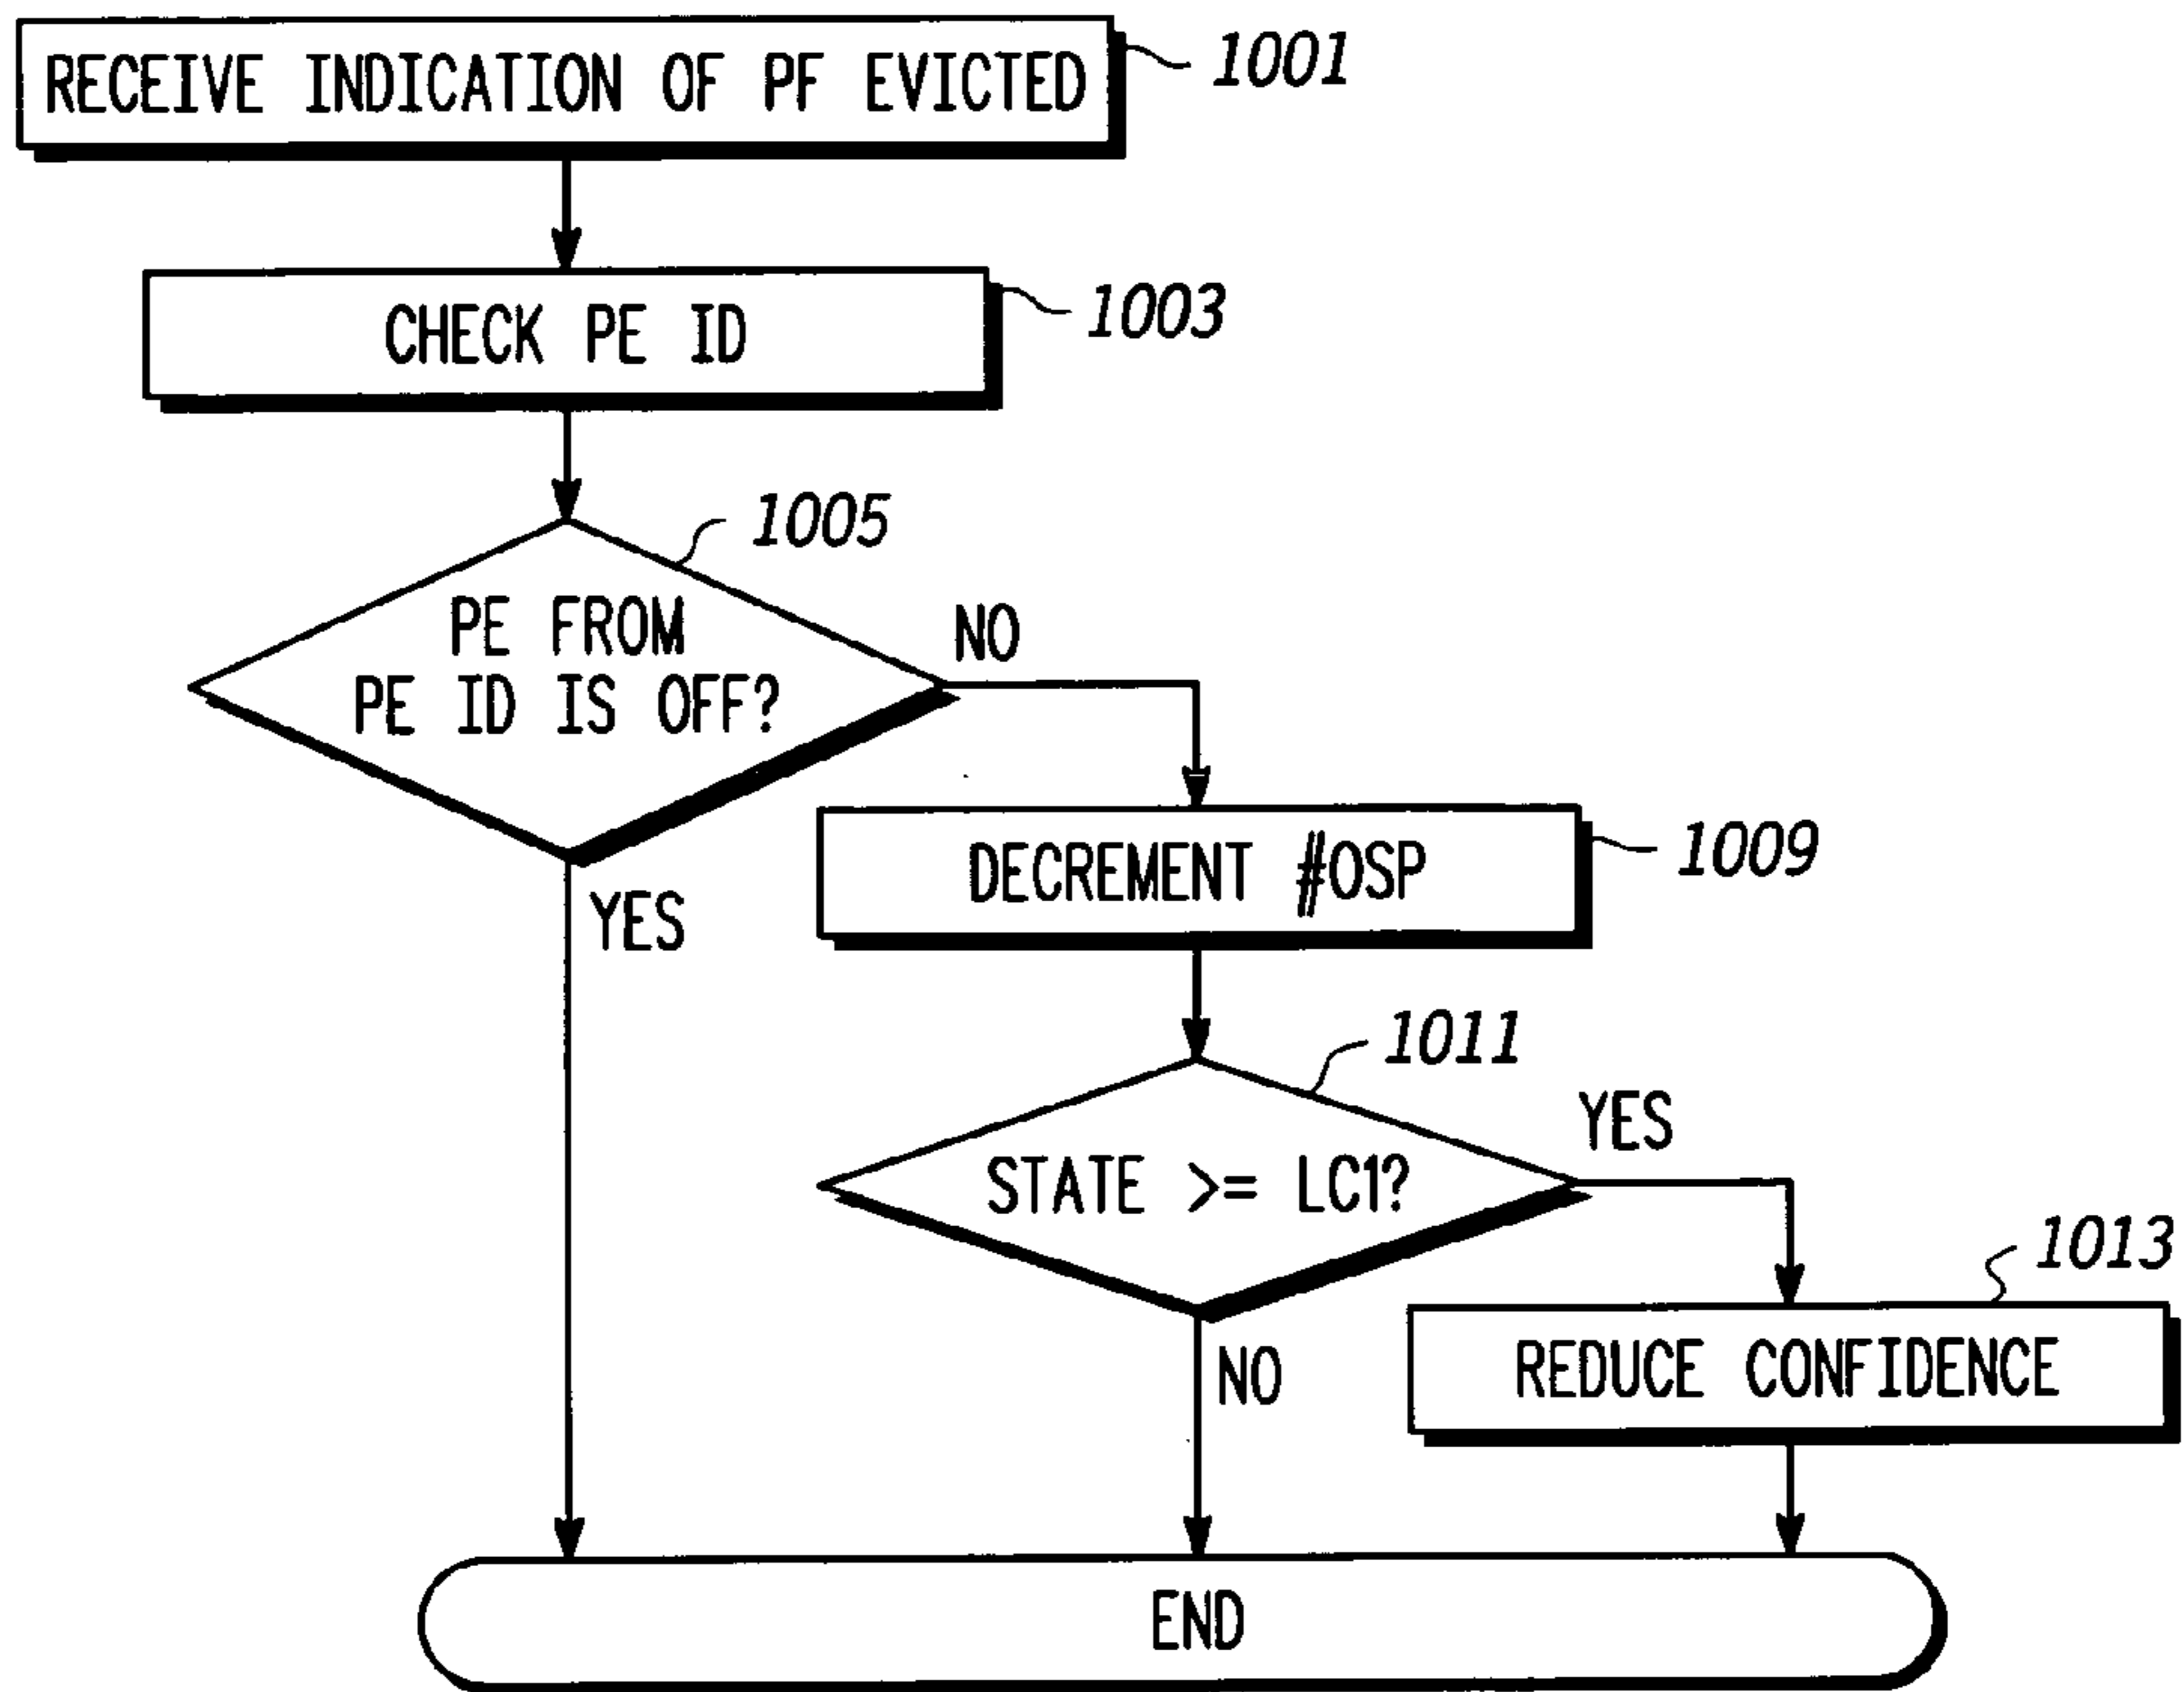 RECEIVE INDICATION OF PF EVICTED
1001
CHECK PE ID
1003
1005
PE FROM
PE ID IS OFF?
NO
YES
DECREMENT #OSP
1009
1011
STATE >= LC1?
YES
NO
1013
REDUCE CONFIDENCE
END